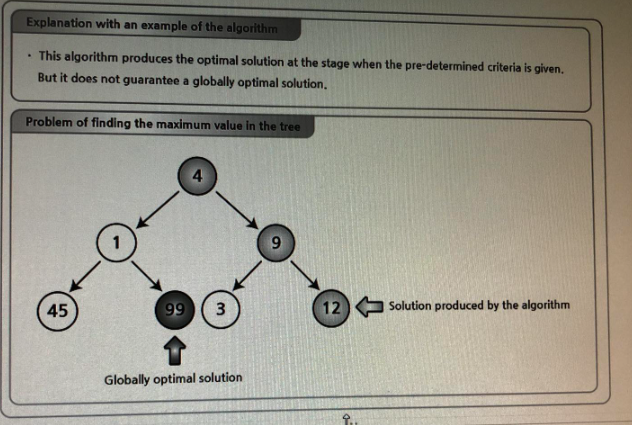 Explanation with an example of the algorithm
· This algorithm produces the optimal solution at the stage when the pre-determined criteria is given.
But it does not guarantee a globally optimal solution.
Problem of finding the maximum value in the tree
4
1 9
45 99 3 12 Solution produced by the algorithm
Globally optimal solution